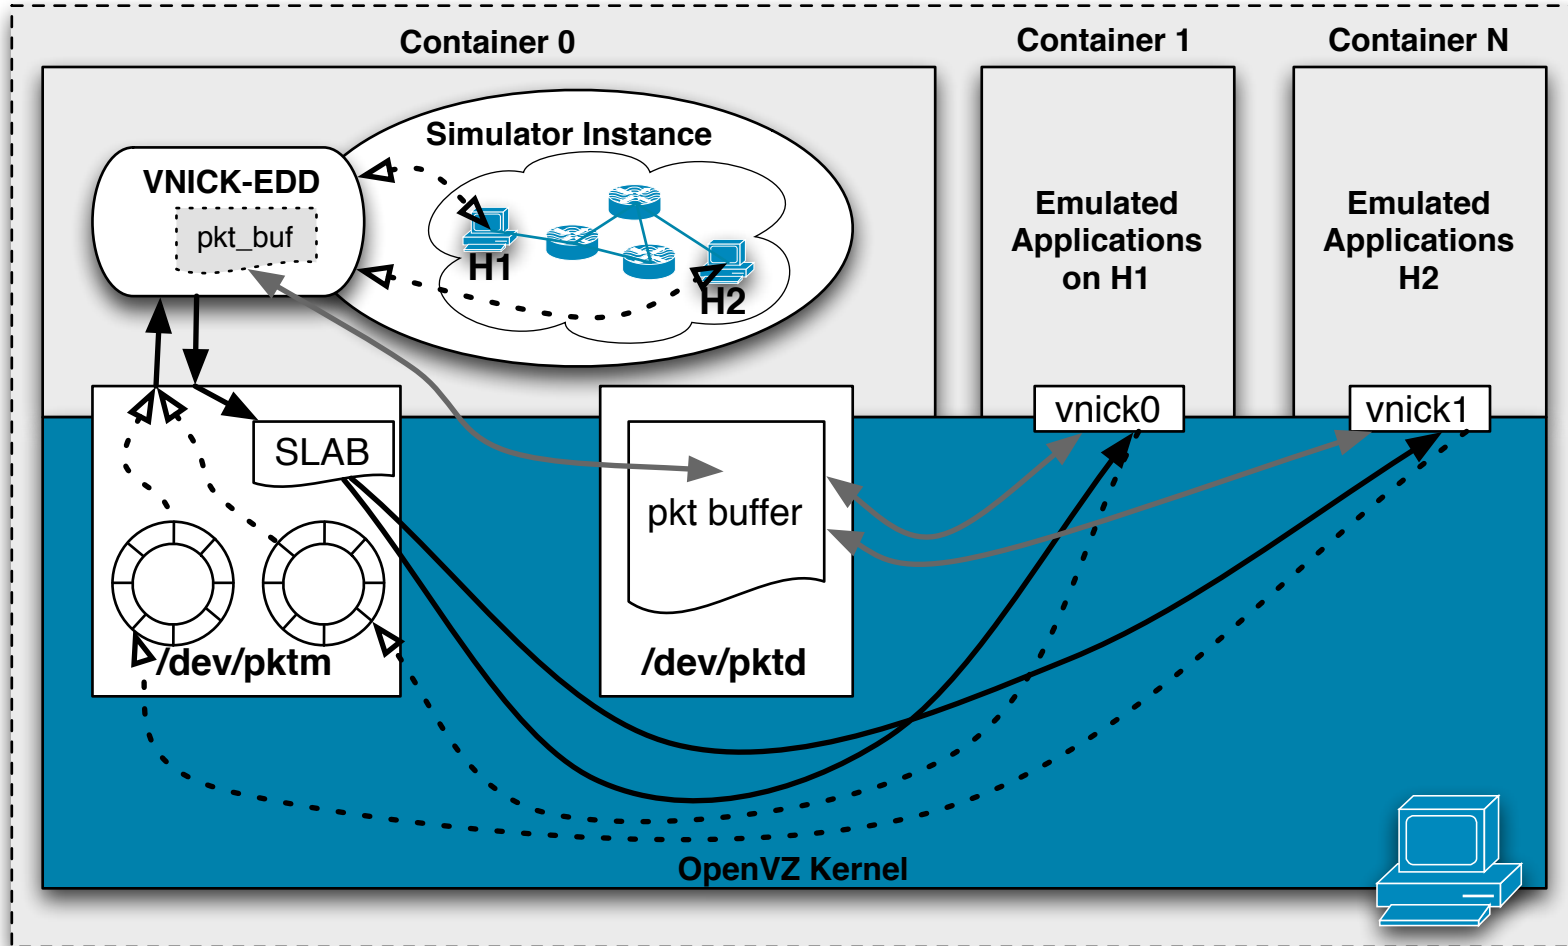 Container 0
Container 1
Container N
Simulator Instance
VNICK-EDD
pkt_buf
H1
H2
Emulated
Applications
on H1
Emulated
Applications
H2
vnick0
vnick1
SLAB
pkt buffer
/dev/pktm
/dev/pktd
OpenVZ Kernel